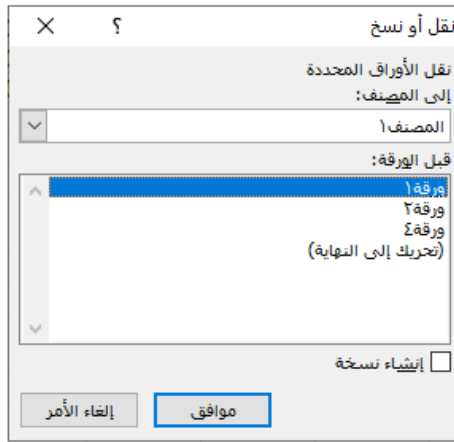 نقل أو نسخ
نقل الأوراق المحددة
إلى المصنف:
المصنف١
قبل الورقة:
ورقة١
ورقة٢
ورقة٤
(تحريك إلى النهاية)
إنشاء نسخة
موافق
إلغاء الأمر